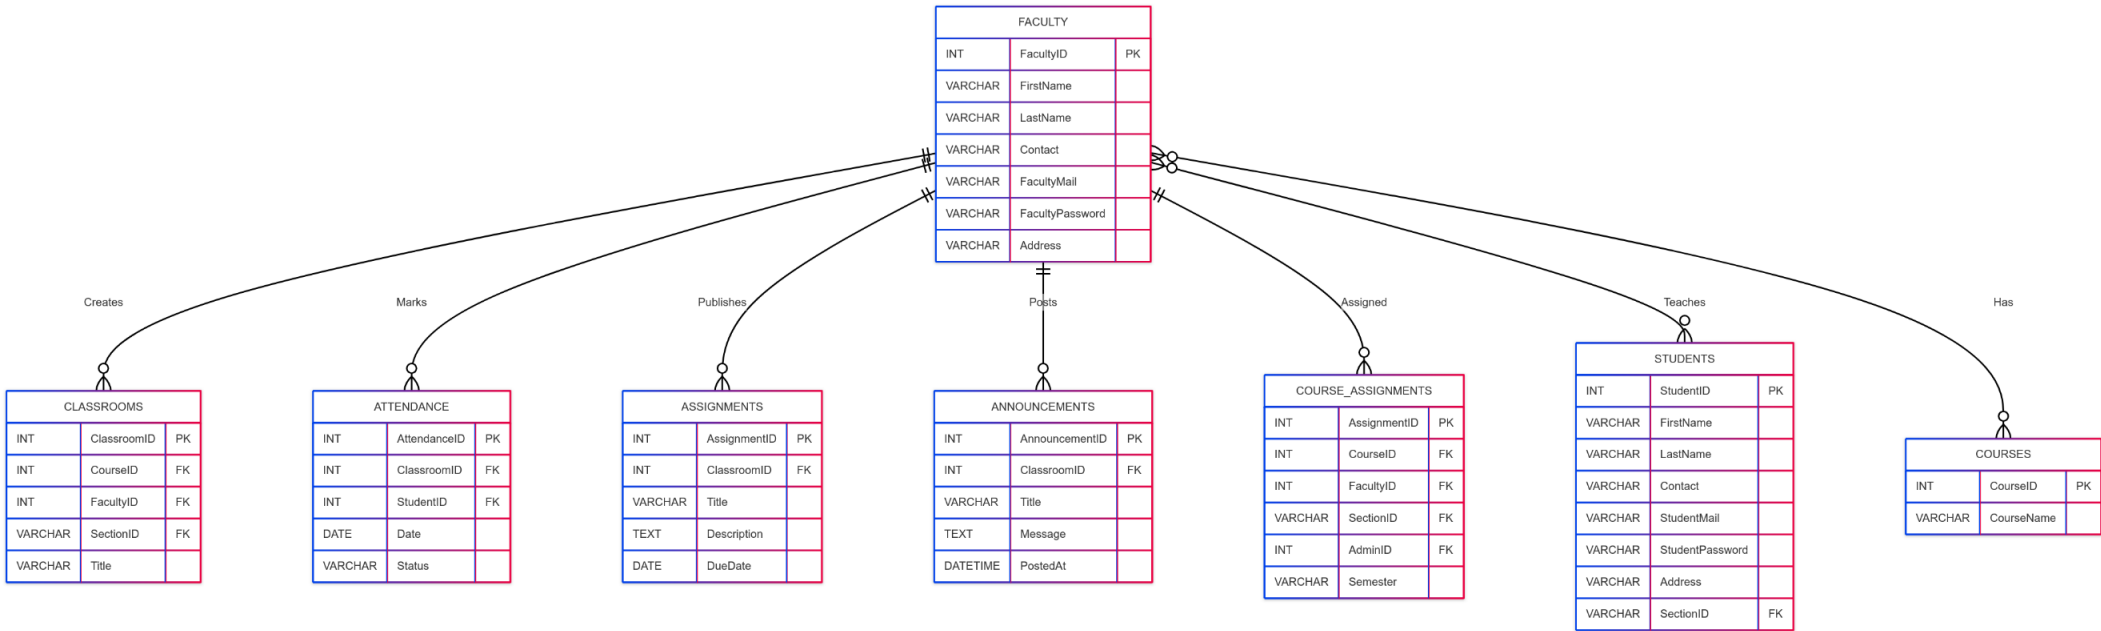 FACULTY
INT FacultyID PK
VARCHAR FirstName
VARCHAR LastName
VARCHAR Contact
VARCHAR FacultyMail
VARCHAR FacultyPassword
VARCHAR Address
Creates
Marks
Publishes
Posts
Assigned
Teaches
Has
CLASSROOMS
INT ClassroomID PK
INT CourseID FK
INT FacultyID FK
VARCHAR SectionID FK
VARCHAR Title
ATTENDANCE
INT AttendanceID PK
INT ClassroomID FK
INT StudentID FK
DATE Date
VARCHAR Status
ASSIGNMENTS
INT AssignmentID PK
INT ClassroomID FK
VARCHAR Title
TEXT Description
DATE DueDate
ANNOUNCEMENTS
INT AnnouncementID PK
INT ClassroomID FK
VARCHAR Title
TEXT Message
DATETIME PostedAt
COURSE_ASSIGNMENTS
INT AssignmentID PK
INT CourseID FK
INT FacultyID FK
VARCHAR SectionID FK
INT AdminID FK
VARCHAR Semester
STUDENTS
INT StudentID PK
VARCHAR FirstName
VARCHAR LastName
VARCHAR Contact
VARCHAR StudentMail
VARCHAR StudentPassword
VARCHAR Address
VARCHAR SectionID FK
COURSES
INT CourseID PK
VARCHAR CourseName